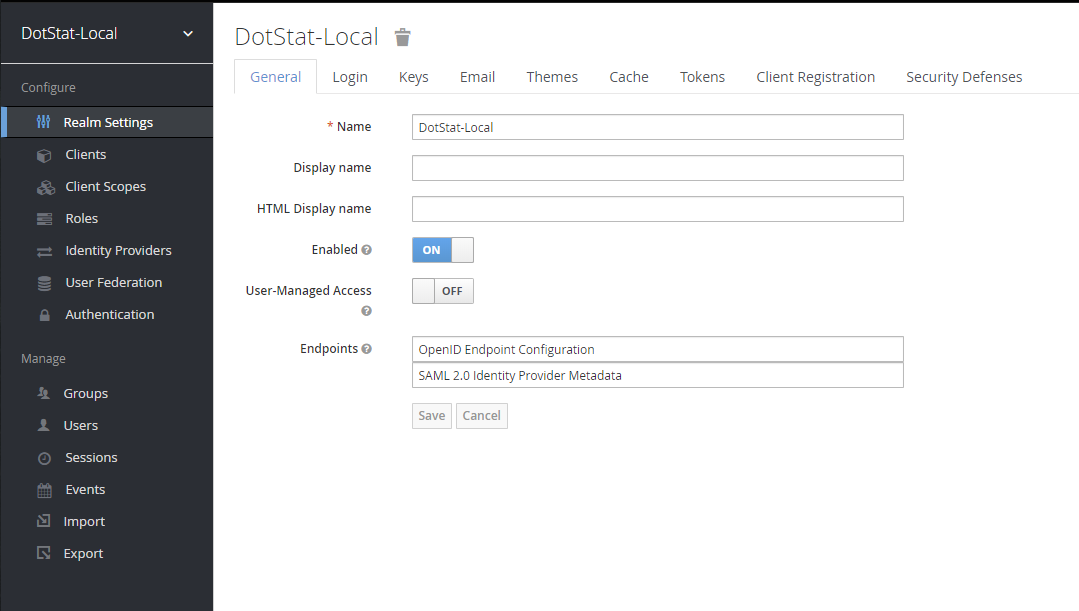 DotStat-Local
Configure
Realm Settings
Clients
Client Scopes
Roles
Identity Providers
User Federation
Authentication
Manage
Groups
Users
Sessions
Events
Import
Export
DotStat-Local
General Login Keys Email Themes Cache Tokens Client Registration Security Defenses
* Name DotStat-Local
Display name
HTML Display name
Enabled ? ON
User-Managed Access OFF
?
Endpoints ? OpenID Endpoint Configuration
SAML 2.0 Identity Provider Metadata
Save Cancel